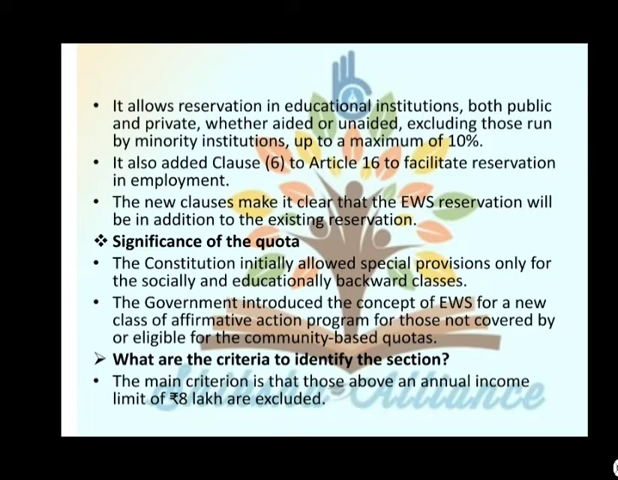 • It allows reservation in educational institutions, both public
and private, whether aided or unaided, excluding those run
by minority institutions, up to a maximum of 10%.
• It also added Clause (6) to Article 16 to facilitate reservation
in employment.
• The new clauses make it clear that the EWS reservation will
be in addition to the existing reservation.
❖ Significance of the quota
• The Constitution initially allowed special provisions only for
the socially and educationally backward classes.
• The Government introduced the concept of EWS for a new
class of affirmative action program for those not covered by
or eligible for the community-based quotas.
➢ What are the criteria to identify the section?
• The main criterion is that those above an annual income
limit of ₹8 lakh are excluded.
Alliance